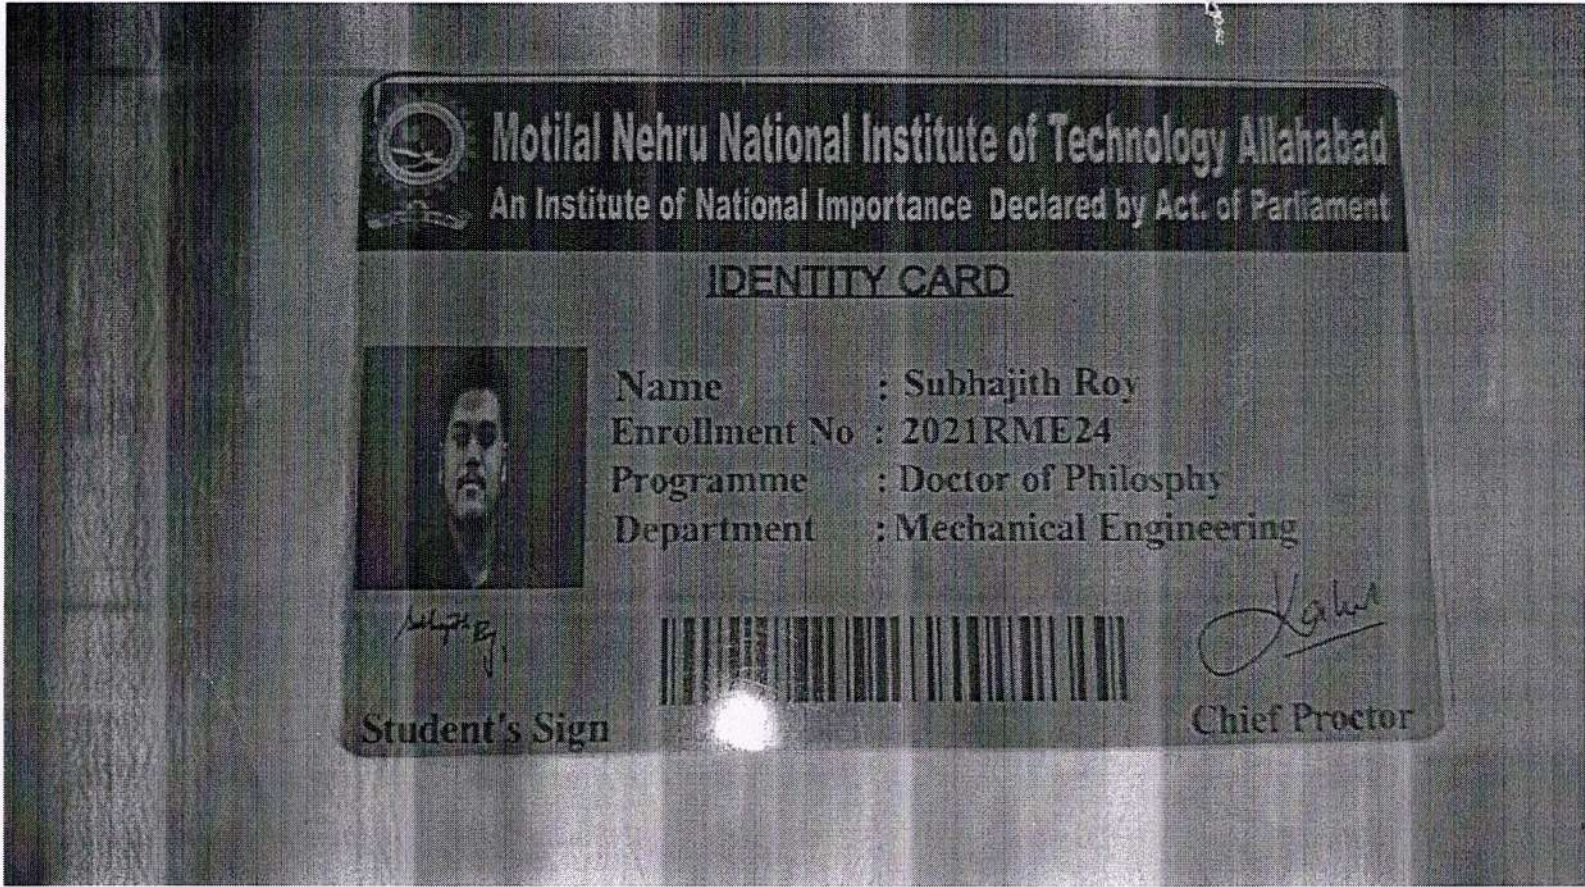 Motilal Nehru National Institute of Technology Allahabad
An Institute of National Importance Declared by Act. of Parliament
IDENTITY CARD
Name : Subhajith Roy
Enrollment No : 2021RME24
Programme : Doctor of Philosphy
Department : Mechanical Engineering
Student's Sign
Chief Proctor